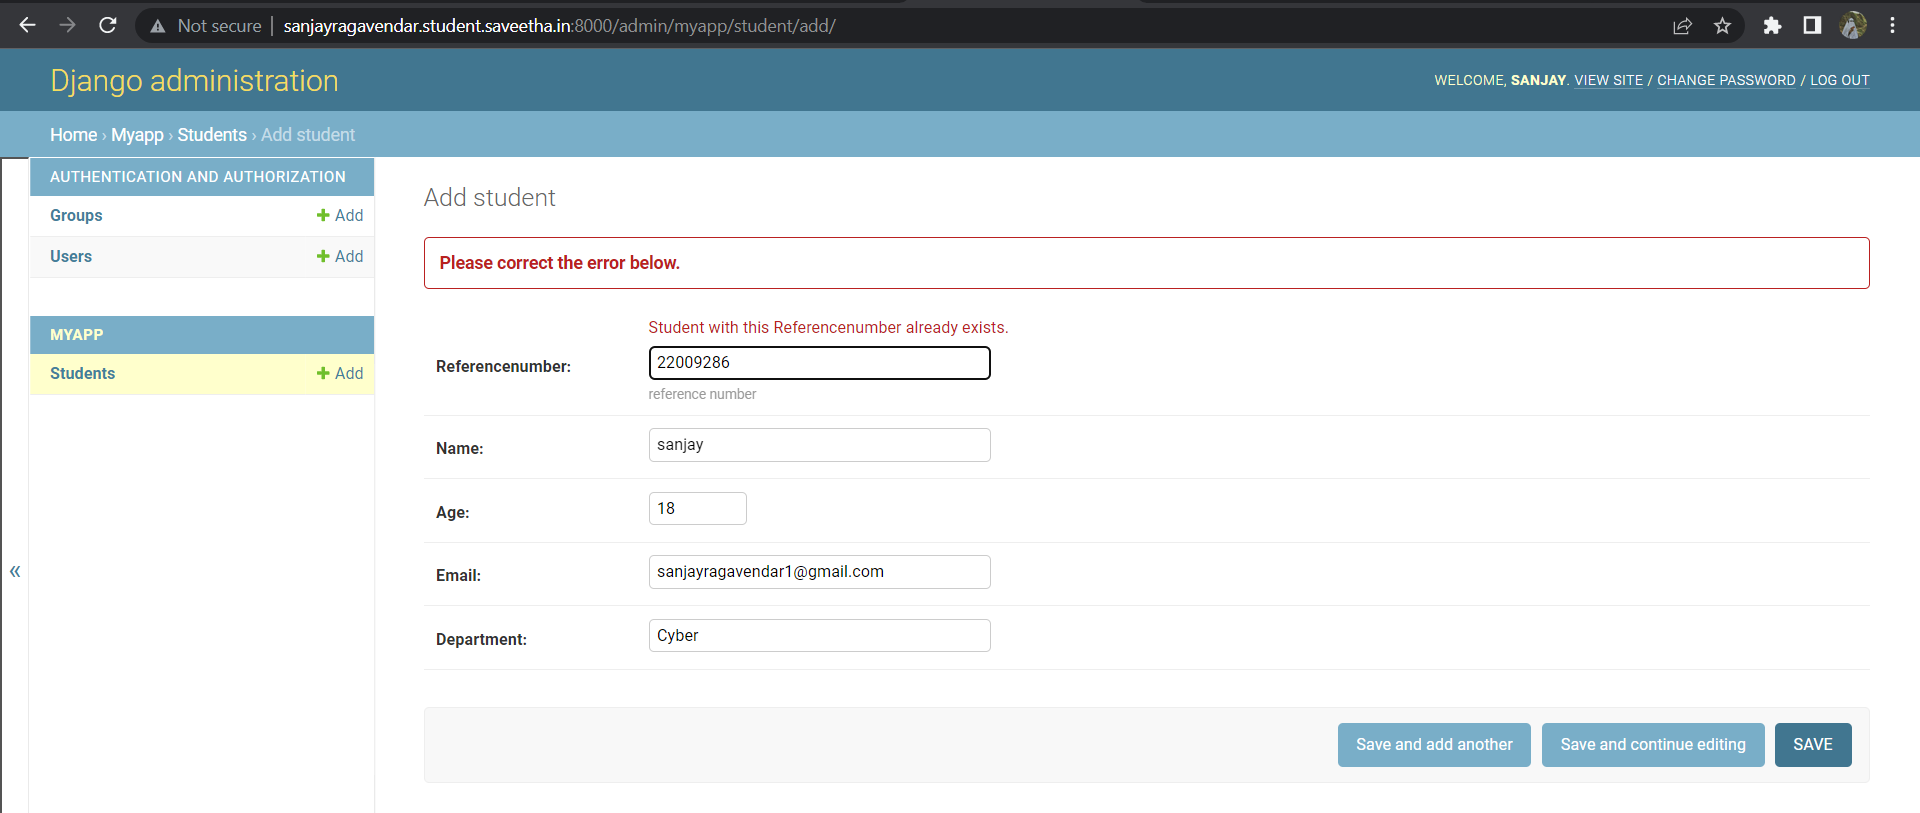 Not secure | sanjayragavendar.student.saveetha.in:8000/admin/myapp/student/add/
Django administration
WELCOME, SANJAY. VIEW SITE / CHANGE PASSWORD / LOG OUT
Home › Myapp › Students › Add student
AUTHENTICATION AND AUTHORIZATION
Groups + Add
Users + Add
MYAPP
Students + Add
«
Add student
Please correct the error below.
Student with this Referencenumber already exists.
Referencenumber: 22009286
reference number
Name: sanjay
Age: 18
Email: sanjayragavendar1@gmail.com
Department: Cyber
Save and add another Save and continue editing SAVE